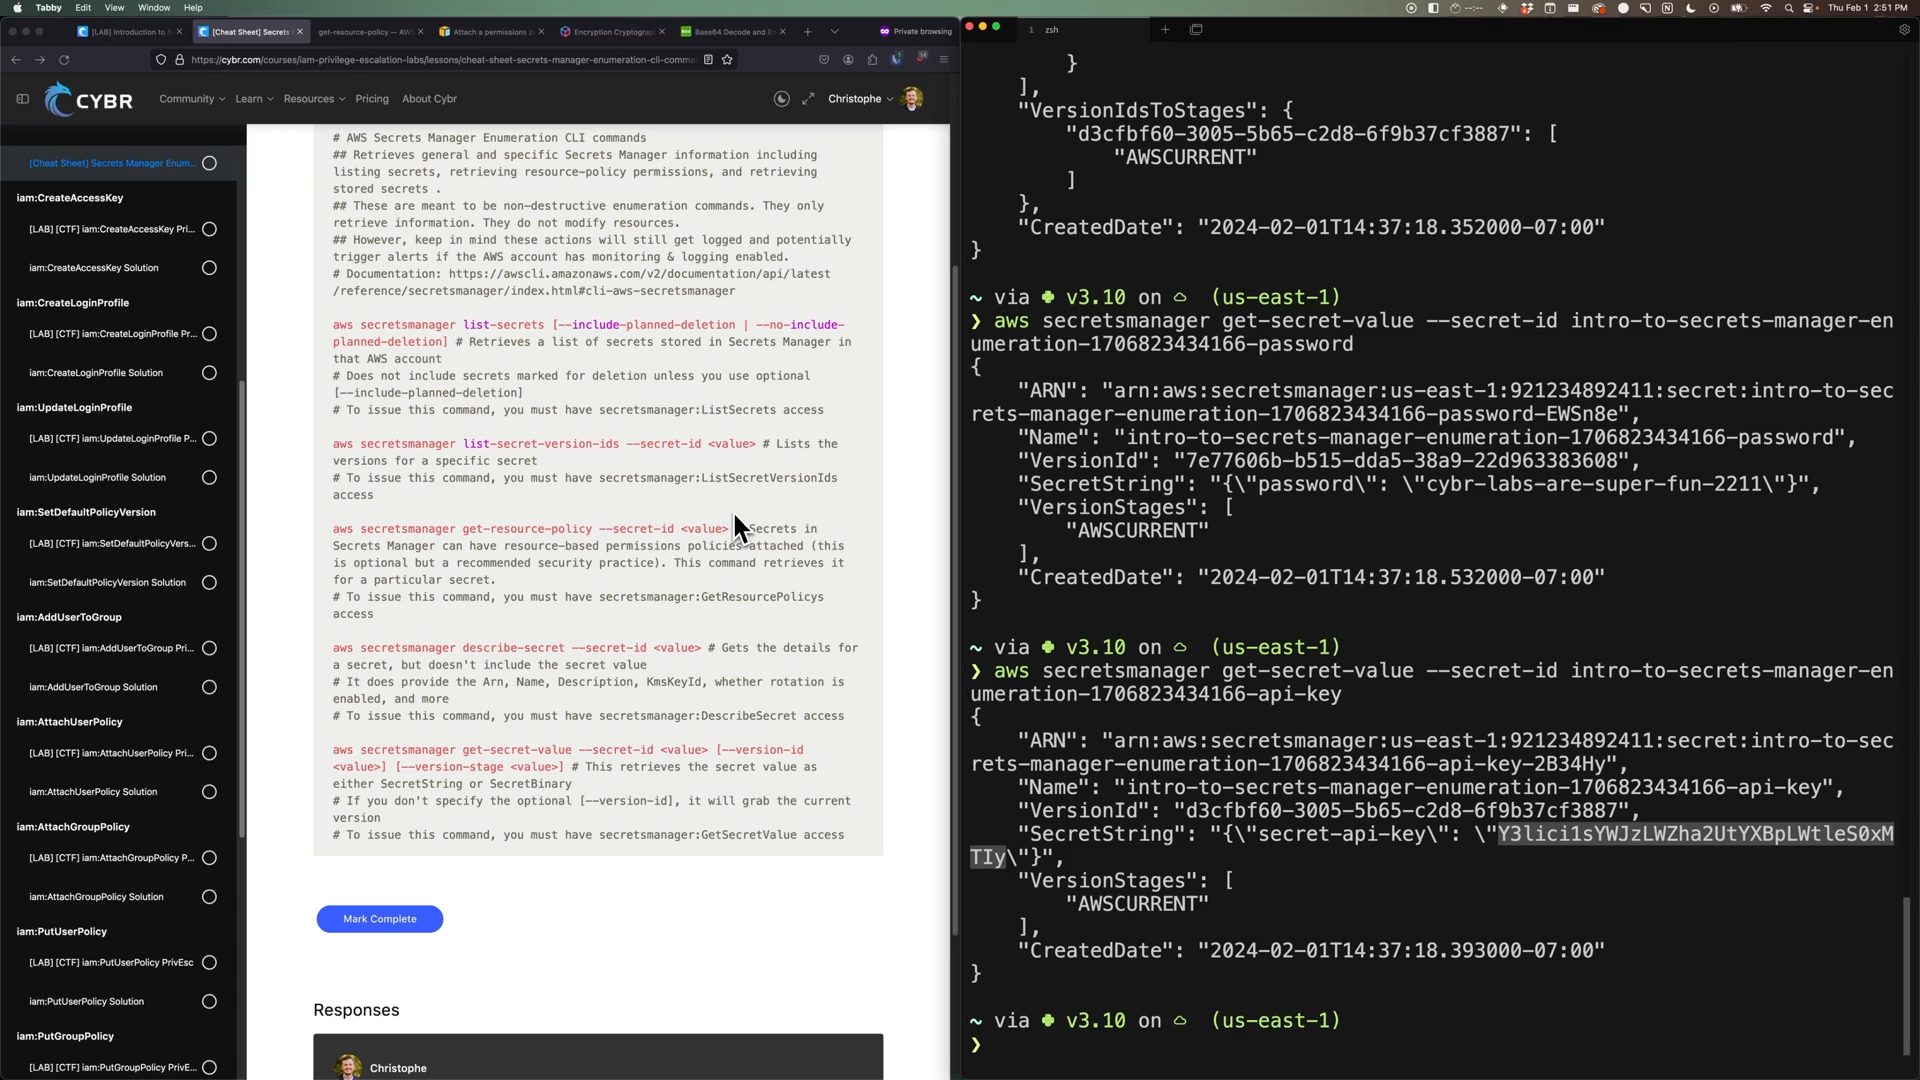 Tabby Edit View Window Help
Thu Feb 1 2:51 PM
[LAB] Introduction to S
[Cheat Sheet] Secrets
get-resource-policy — AWS
Attach a permissions p
Encryption Cryptograp
Base64 Decode and E
Private browsing
https://cybr.com/courses/iam-privilege-escalation-labs/lessons/cheat-sheet-secrets-manager-enumeration-cli-comma
CYBR
Community Learn Resources Pricing About Cybr
Christophe
[Cheat Sheet] Secrets Manager Enum...
iam:CreateAccessKey
[LAB] [CTF] iam:CreateAccessKey Pri...
iam:CreateAccessKey Solution
iam:CreateLoginProfile
[LAB] [CTF] iam:CreateLoginProfile Pr...
iam:CreateLoginProfile Solution
iam:UpdateLoginProfile
[LAB] [CTF] iam:UpdateLoginProfile P...
iam:UpdateLoginProfile Solution
iam:SetDefaultPolicyVersion
[LAB] [CTF] iam:SetDefaultPolicyVers...
iam:SetDefaultPolicyVersion Solution
iam:AddUserToGroup
[LAB] [CTF] iam:AddUserToGroup Pri...
iam:AddUserToGroup Solution
iam:AttachUserPolicy
[LAB] [CTF] iam:AttachUserPolicy Pri...
iam:AttachUserPolicy Solution
iam:AttachGroupPolicy
[LAB] [CTF] iam:AttachGroupPolicy P...
iam:AttachGroupPolicy Solution
iam:PutUserPolicy
[LAB] [CTF] iam:PutUserPolicy PrivEsc
iam:PutUserPolicy Solution
iam:PutGroupPolicy
[LAB] [CTF] iam:PutGroupPolicy PrivE...
# AWS Secrets Manager Enumeration CLI commands
## Retrieves general and specific Secrets Manager information including
listing secrets, retrieving resource-policy permissions, and retrieving
stored secrets .
## These are meant to be non-destructive enumeration commands. They only
retrieve information. They do not modify resources.
## However, keep in mind these actions will still get logged and potentially
trigger alerts if the AWS account has monitoring & logging enabled.
# Documentation: https://awscli.amazonaws.com/v2/documentation/api/latest
/reference/secretsmanager/index.html#cli-aws-secretsmanager
aws secretsmanager list-secrets [--include-planned-deletion | --no-include-
planned-deletion] # Retrieves a list of secrets stored in Secrets Manager in
that AWS account
# Does not include secrets marked for deletion unless you use optional
[--include-planned-deletion]
# To issue this command, you must have secretsmanager:ListSecrets access
aws secretsmanager list-secret-version-ids --secret-id <value> # Lists the
versions for a specific secret
# To issue this command, you must have secretsmanager:ListSecretVersionIds
access
aws secretsmanager get-resource-policy --secret-id <value> Secrets in
Secrets Manager can have resource-based permissions policies attached (this
is optional but a recommended security practice). This command retrieves it
for a particular secret.
# To issue this command, you must have secretsmanager:GetResourcePolicys
access
aws secretsmanager describe-secret --secret-id <value> # Gets the details for
a secret, but doesn't include the secret value
# It does provide the Arn, Name, Description, KmsKeyId, whether rotation is
enabled, and more
# To issue this command, you must have secretsmanager:DescribeSecret access
aws secretsmanager get-secret-value --secret-id <value> [--version-id
<value>] [--version-stage <value>] # This retrieves the secret value as
either SecretString or SecretBinary
# If you don't specify the optional [--version-id], it will grab the current
version
# To issue this command, you must have secretsmanager:GetSecretValue access
Mark Complete
Responses
Christophe
1 zsh
}
],
"VersionIdsToStages": {
"d3cfbf60-3005-5b65-c2d8-6f9b37cf3887": [
"AWSCURRENT"
]
},
"CreatedDate": "2024-02-01T14:37:18.352000-07:00"
}
~ via v3.10 on (us-east-1)
❯ aws secretsmanager get-secret-value --secret-id intro-to-secrets-manager-en
umeration-1706823434166-password
{
"ARN": "arn:aws:secretsmanager:us-east-1:921234892411:secret:intro-to-sec
rets-manager-enumeration-1706823434166-password-EWSn8e",
"Name": "intro-to-secrets-manager-enumeration-1706823434166-password",
"VersionId": "7e77606b-b515-dda5-38a9-22d963383608",
"SecretString": "{\"password\": \"cybr-labs-are-super-fun-2211\"}",
"VersionStages": [
"AWSCURRENT"
],
"CreatedDate": "2024-02-01T14:37:18.532000-07:00"
}
~ via v3.10 on (us-east-1)
❯ aws secretsmanager get-secret-value --secret-id intro-to-secrets-manager-en
umeration-1706823434166-api-key
{
"ARN": "arn:aws:secretsmanager:us-east-1:921234892411:secret:intro-to-sec
rets-manager-enumeration-1706823434166-api-key-2B34Hy",
"Name": "intro-to-secrets-manager-enumeration-1706823434166-api-key",
"VersionId": "d3cfbf60-3005-5b65-c2d8-6f9b37cf3887",
"SecretString": "{\"secret-api-key\": \"Y3lici1sYWJzLWZha2UtYXBpLWtleS0xM
TIy\"}",
"VersionStages": [
"AWSCURRENT"
],
"CreatedDate": "2024-02-01T14:37:18.393000-07:00"
}
~ via v3.10 on (us-east-1)
❯